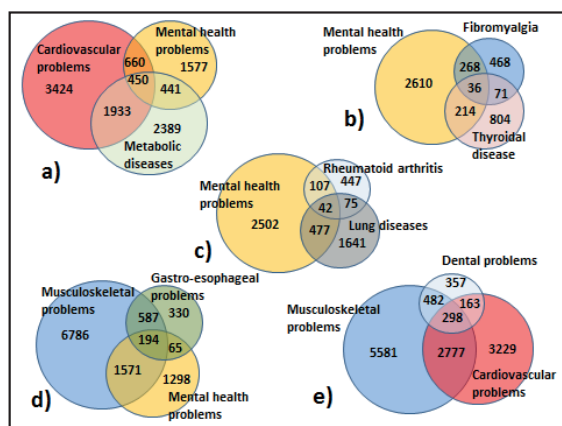 Cardiovascular
problems
3424
660
450
Mental health
problems
1577
441
1933
2389
Metabolic
diseases
a)
Mental health
problems
2610
Fibromyalgia
268
468
36
71
214
804
Thyroidal
disease
b)
Mental health
problems
2502
Rheumatoid arthritis
107
447
42
75
477
Lung diseases
1641
c)
Musculoskeletal
problems
6786
Gastro-esophageal
problems
587
330
194
65
1571
1298
Mental health
problems
d)
Dental problems
357
482
163
298
Musculoskeletal
problems
5581
2777
3229
Cardiovascular
problems
e)